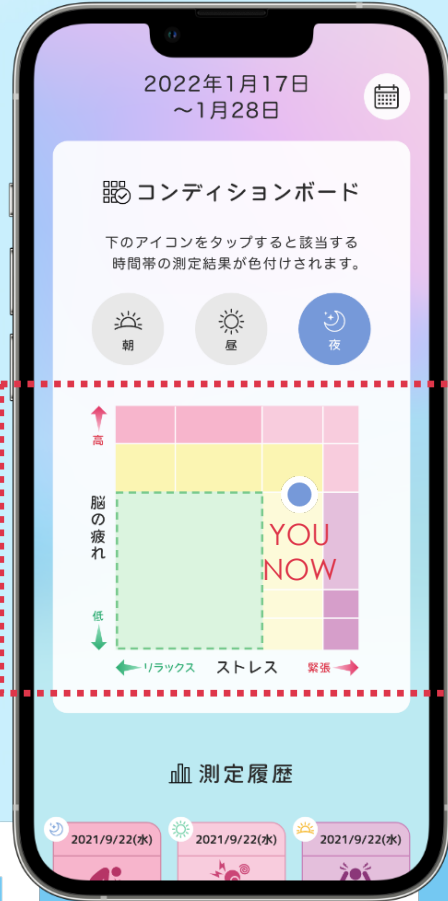 2022年1月17日
～1月28日
コンディションボード
下のアイコンをタップすると該当する
時間帯の測定結果が色付けされます。
朝
昼
夜
高
脳の疲れ
低
YOU
NOW
リラックス
ストレス
緊張
測定履歴
2021/9/22(水)
2021/9/22(水)
2021/9/22(水)